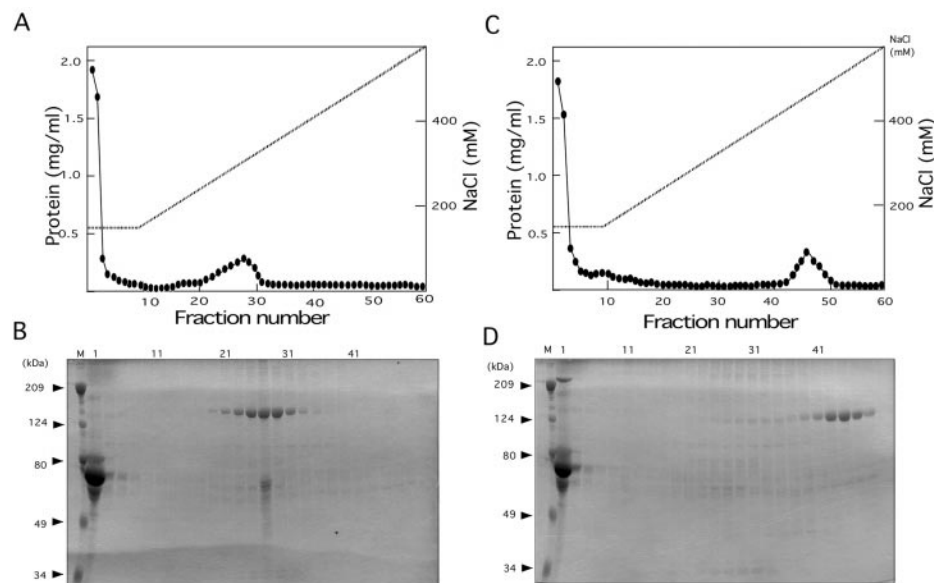 A
2.0
1.5
1.0
0.5
Protein (mg/ml)
400
200
NaCl (mM)
10 20 30 40 50 60
Fraction number
C
2.0
1.5
1.0
0.5
Protein (mg/ml)
NaCl
(mM)
400
200
NaCl (mM)
10 20 30 40 50 60
Fraction number
B
M 1 11 21 31 41
(kDa)
209
124
80
49
34
D
M 1 11 21 31 41
(kDa)
209
124
80
49
34